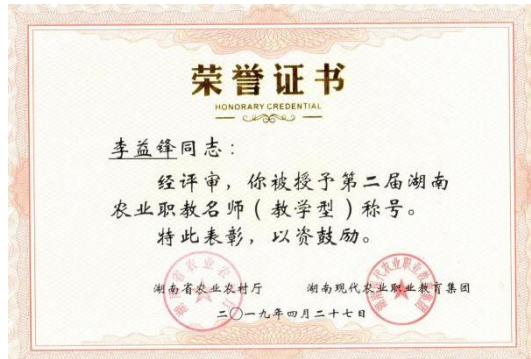 荣誉证书
HONORARY CREDENTIAL
李益锋同志：
经评审，你被授予第二届湖南
农业职教名师（教学型）称号。
特此表彰，以资鼓励。
湖南省农业农村厅 湖南现代农业职业教育集团
二〇一九年四月二十七日